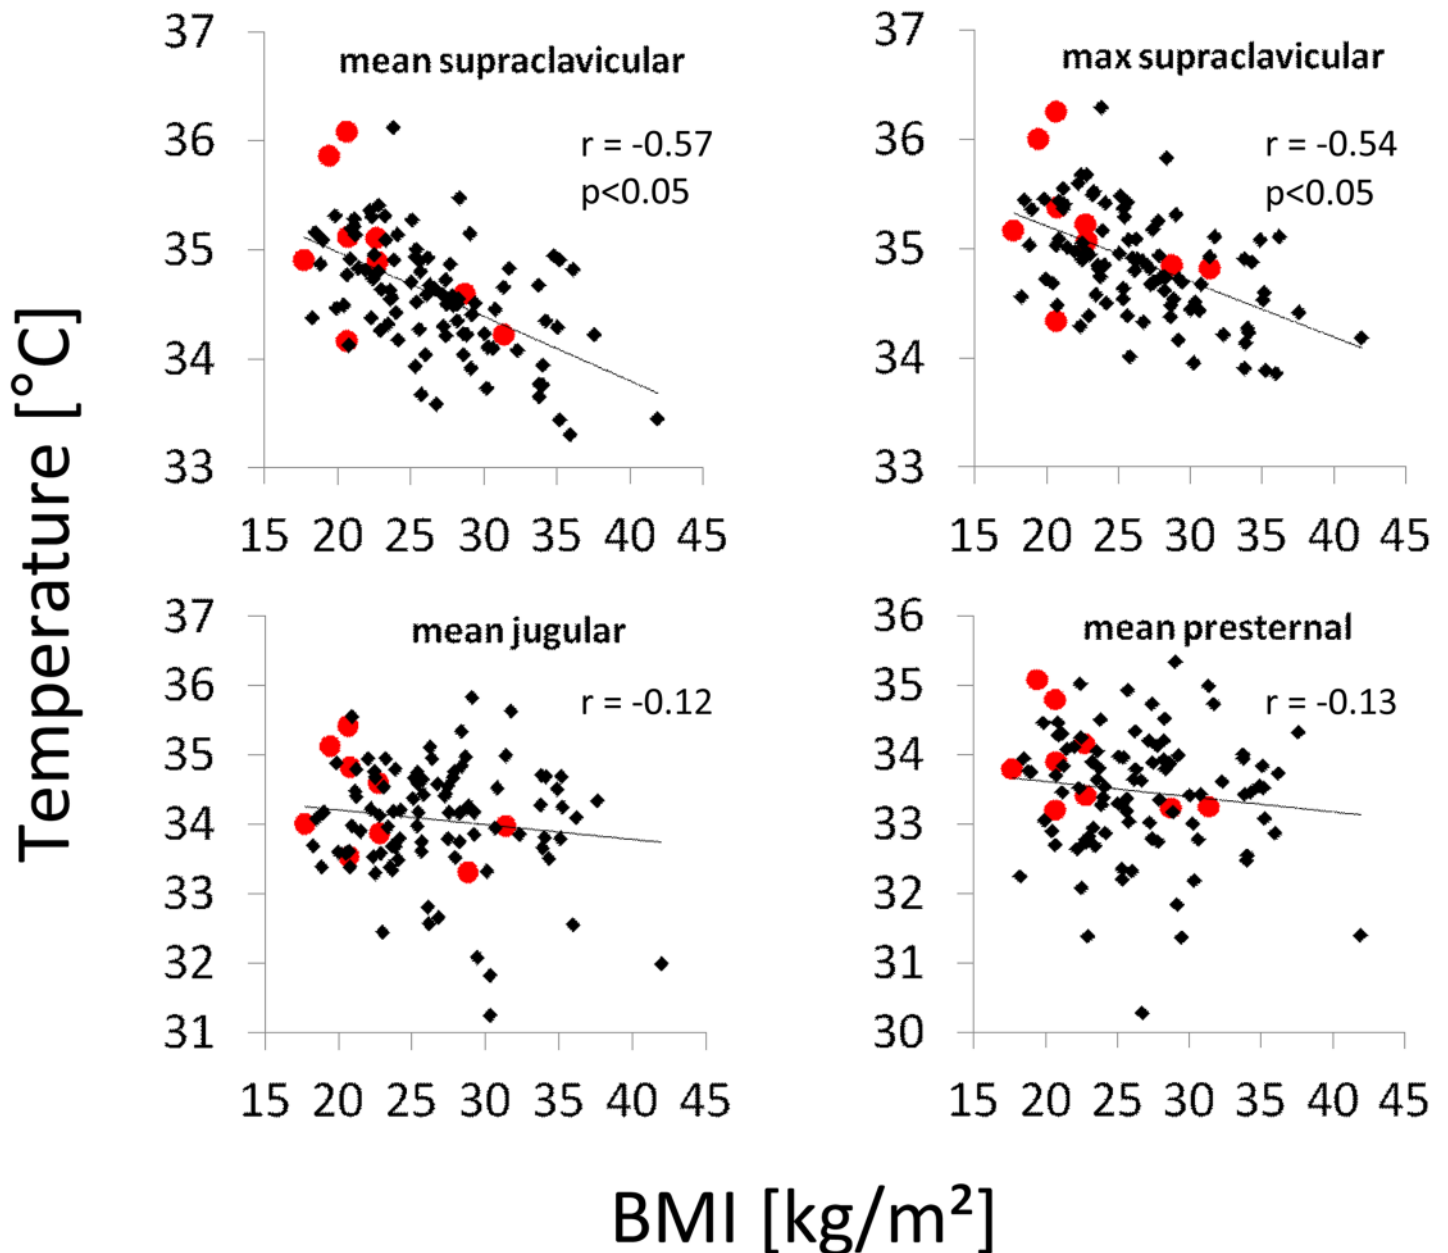 Temperature [°C]
mean supraclavicular
r = -0.57
p<0.05
37
36
35
34
33
15 20 25 30 35 40 45
max supraclavicular
r = -0.54
p<0.05
37
36
35
34
33
15 20 25 30 35 40 45
mean jugular
r = -0.12
37
36
35
34
33
32
31
15 20 25 30 35 40 45
mean presternal
r = -0.13
36
35
34
33
32
31
30
15 20 25 30 35 40 45
BMI [kg/m²]